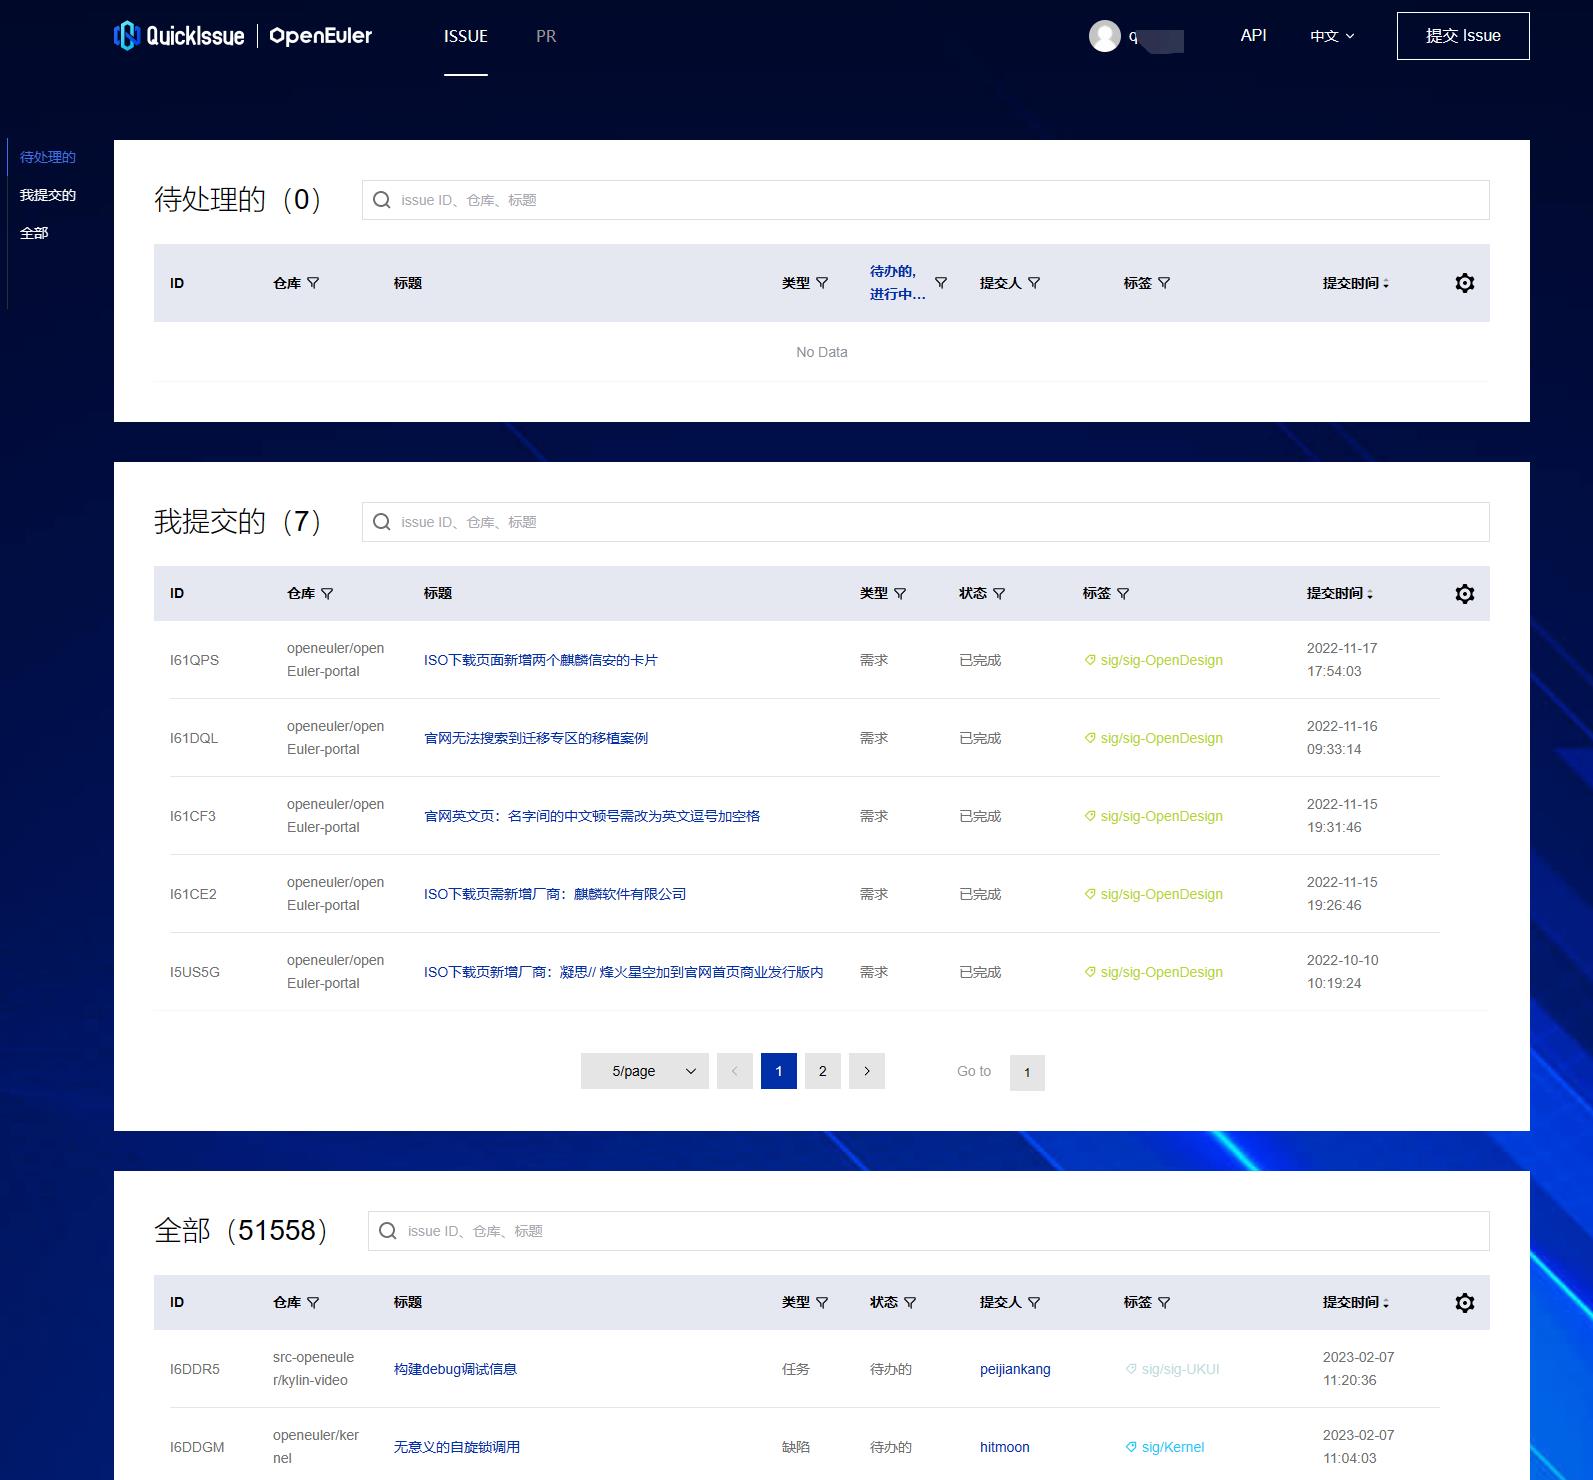 QuickIssue | OpenEuler ISSUE PR q API 中文 提交 Issue
待处理的
我提交的
全部
待处理的（0） issue ID、仓库、标题
ID 仓库 标题 类型 待办的, 进行中... 提交人 标签 提交时间
No Data
我提交的（7） issue ID、仓库、标题
ID 仓库 标题 类型 状态 标签 提交时间
I61QPS openeuler/open ISO下载页面新增两个麒麟信安的卡片 需求 已完成 sig/sig-OpenDesign 2022-11-17
Euler-portal 17:54:03
I61DQL openeuler/open 官网无法搜索到迁移专区的移植案例 需求 已完成 sig/sig-OpenDesign 2022-11-16
Euler-portal 09:33:14
I61CF3 openeuler/open 官网英文页：名字间的中文顿号需改为英文逗号加空格 需求 已完成 sig/sig-OpenDesign 2022-11-15
Euler-portal 19:31:46
I61CE2 openeuler/open ISO下载页需新增厂商：麒麟软件有限公司 需求 已完成 sig/sig-OpenDesign 2022-11-15
Euler-portal 19:26:46
I5US5G openeuler/open ISO下载页新增厂商：凝思// 烽火星空加到官网首页商业发行版内 需求 已完成 sig/sig-OpenDesign 2022-10-10
Euler-portal 10:19:24
5/page 1 2 Go to 1
全部（51558） issue ID、仓库、标题
ID 仓库 标题 类型 状态 提交人 标签 提交时间
I6DDR5 src-openeule 构建debug调试信息 任务 待办的 peijiankang sig/sig-UKUI 2023-02-07
r/kylin-video 11:20:36
I6DDGM openeuler/ker 无意义的自旋锁调用 缺陷 待办的 hitmoon sig/Kernel 2023-02-07
nel 11:04:03